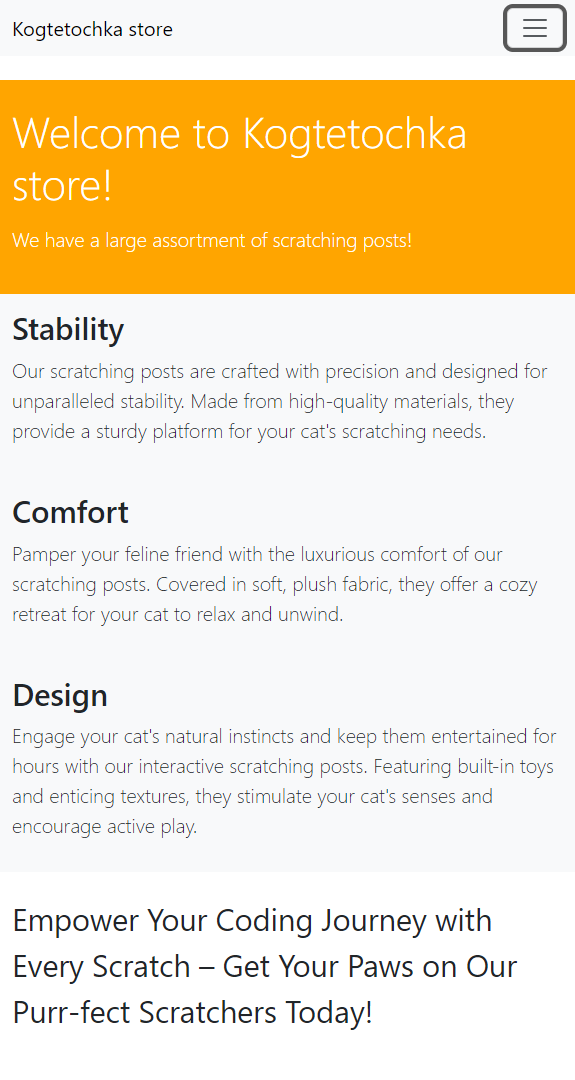 Kogtetochka store
Welcome to Kogtetochka
store!
We have a large assortment of scratching posts!
Stability
Our scratching posts are crafted with precision and designed for
unparalleled stability. Made from high-quality materials, they
provide a sturdy platform for your cat's scratching needs.
Comfort
Pamper your feline friend with the luxurious comfort of our
scratching posts. Covered in soft, plush fabric, they offer a cozy
retreat for your cat to relax and unwind.
Design
Engage your cat's natural instincts and keep them entertained for
hours with our interactive scratching posts. Featuring built-in toys
and enticing textures, they stimulate your cat's senses and
encourage active play.
Empower Your Coding Journey with
Every Scratch – Get Your Paws on Our
Purr-fect Scratchers Today!